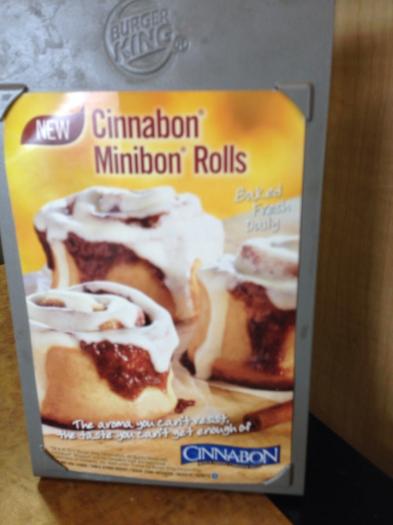 BURGER
KING®
NEW
Cinnabon®
Minibon® Rolls
Baked
Fresh
Daily
The aroma you can't resist,
the taste you can't get enough of
CINNABON